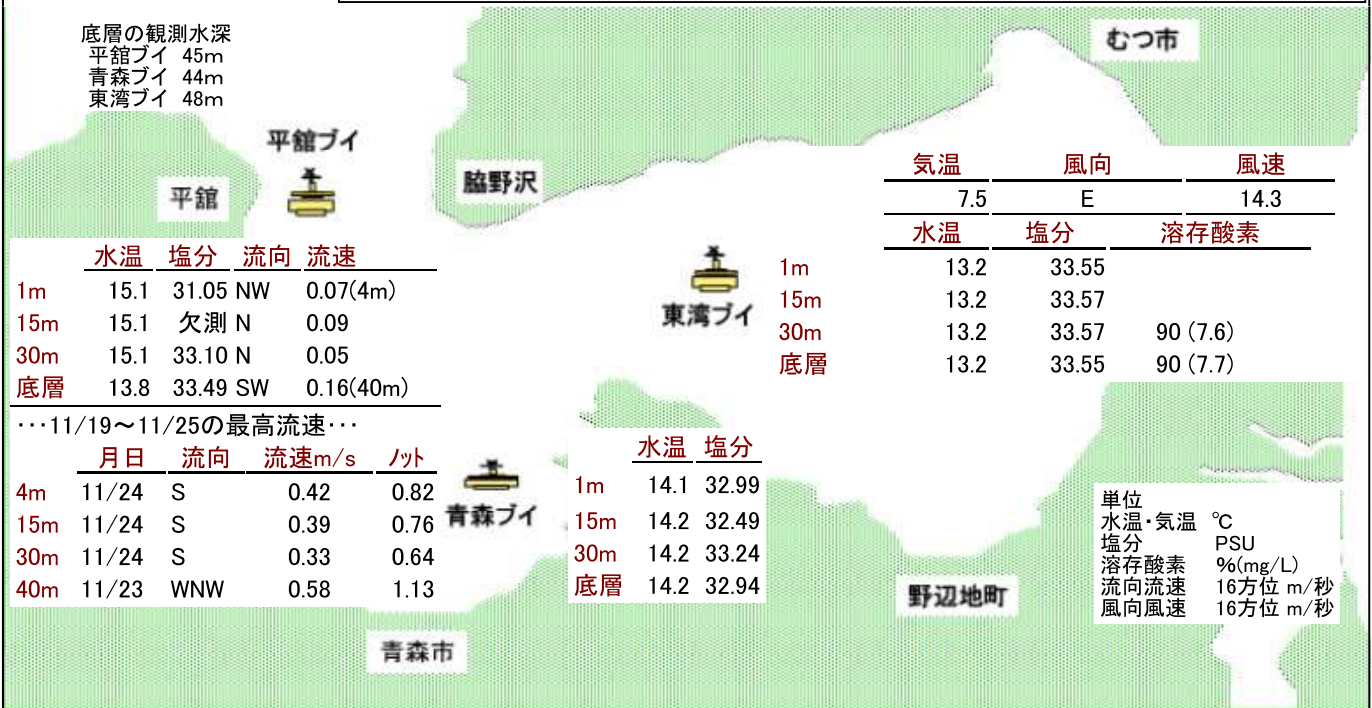 底層の観測水深
平舘ブイ 45m
青森ブイ 44m
東湾ブイ 48m
むつ市
平舘ブイ
脇野沢
平舘
気温 風向 風速
7.5 E 14.3
水温 塩分 溶存酸素
1m 13.2 33.55
15m 13.2 33.57
30m 13.2 33.57 90 (7.6)
底層 13.2 33.55 90 (7.7)
東湾ブイ
水温 塩分 流向 流速
1m 15.1 31.05 NW 0.07(4m)
15m 15.1 欠測 N 0.09
30m 15.1 33.10 N 0.05
底層 13.8 33.49 SW 0.16(40m)
･･･11/19～11/25の最高流速･･･
月日 流向 流速m/s ﾉｯﾄ
4m 11/24 S 0.42 0.82
15m 11/24 S 0.39 0.76
30m 11/24 S 0.33 0.64
40m 11/23 WNW 0.58 1.13
青森ブイ
水温 塩分
1m 14.1 32.99
15m 14.2 32.49
30m 14.2 33.24
底層 14.2 32.94
単位
水温･気温 ℃
塩分 PSU
溶存酸素 %(mg/L)
流向流速 16方位 m/秒
風向風速 16方位 m/秒
野辺地町
青森市